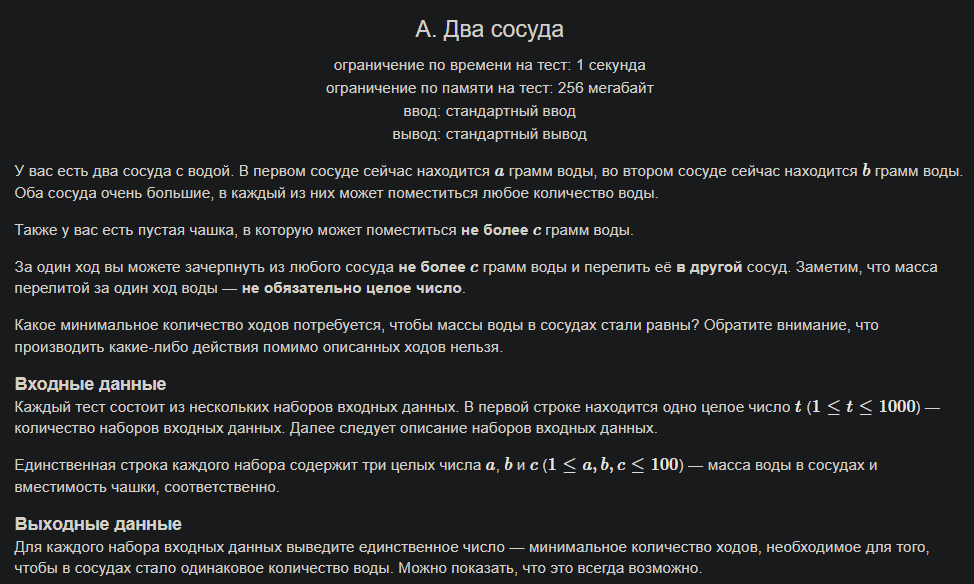 А. Два сосуда
ограничение по времени на тест: 1 секунда
ограничение по памяти на тест: 256 мегабайт
ввод: стандартный ввод
вывод: стандартный вывод
У вас есть два сосуда с водой. В первом сосуде сейчас находится a грамм воды, во втором сосуде сейчас находится b грамм воды.
Оба сосуда очень большие, в каждый из них может поместиться любое количество воды.
Также у вас есть пустая чашка, в которую может поместиться не более c грамм воды.
За один ход вы можете зачерпнуть из любого сосуда не более c грамм воды и перелить её в другой сосуд. Заметим, что масса
перелитой за один ход воды — не обязательно целое число.
Какое минимальное количество ходов потребуется, чтобы массы воды в сосудах стали равны? Обратите внимание, что
производить какие-либо действия помимо описанных ходов нельзя.
Входные данные
Каждый тест состоит из нескольких наборов входных данных. В первой строке находится одно целое число t (1 ≤ t ≤ 1000) —
количество наборов входных данных. Далее следует описание наборов входных данных.
Единственная строка каждого набора содержит три целых числа a, b и c (1 ≤ a, b, c ≤ 100) — масса воды в сосудах и
вместимость чашки, соответственно.
Выходные данные
Для каждого набора входных данных выведите единственное число — минимальное количество ходов, необходимое для того,
чтобы в сосудах стало одинаковое количество воды. Можно показать, что это всегда возможно.